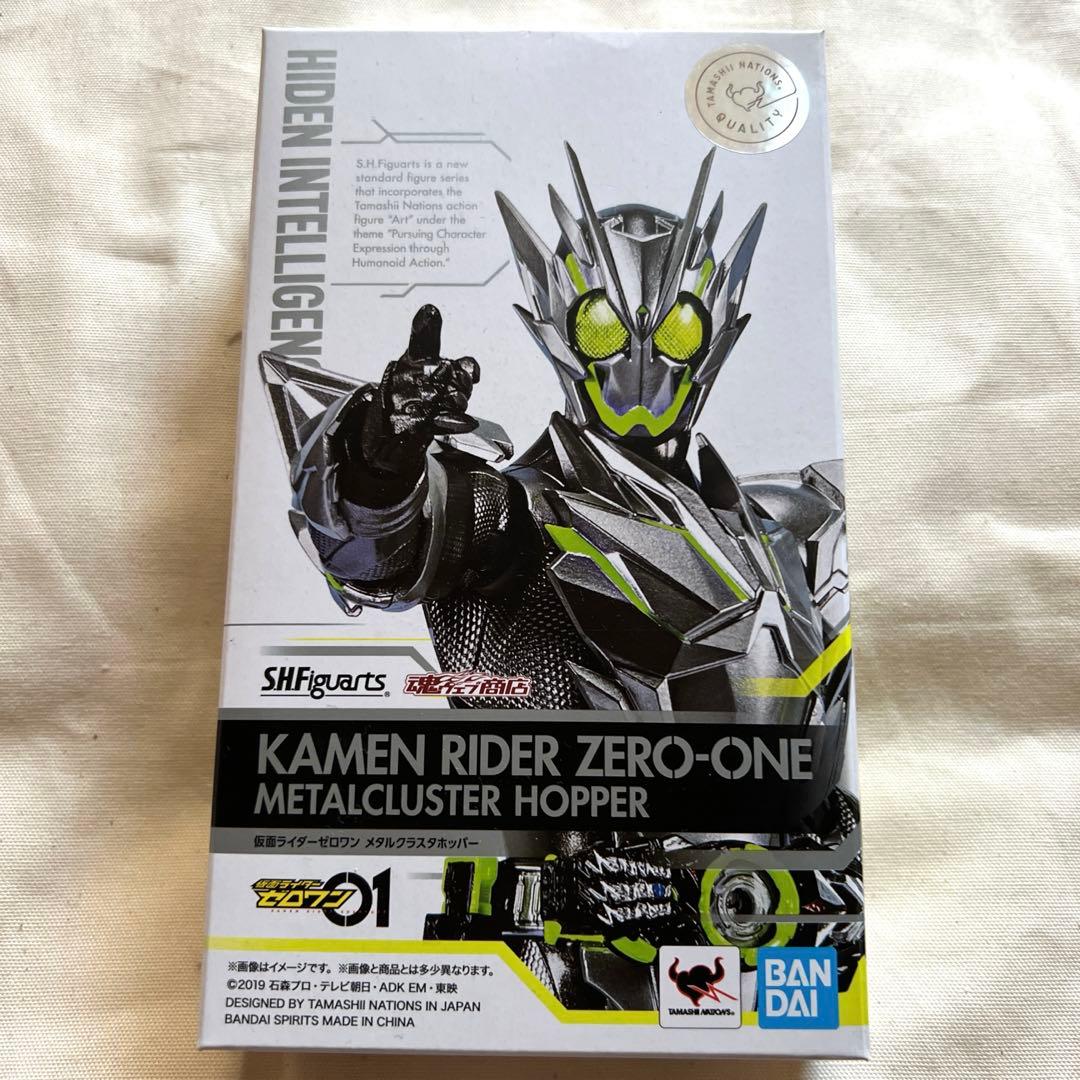 HIDEN INTELLIGENC
TAMASHII NATIONS®
QUALITY
S.H.Figuarts is a new
standard figure series
that incorporates the
Tamashii Nations action
figure "Art" under the
theme "Pursuing Character
Expression through
Humanoid Action."
S.H.Figuarts®
魂ウェブ商店
KAMEN RIDER ZERO-ONE
METALCLUSTER HOPPER
仮面ライダーゼロワン メタルクラスタホッパー
仮面ライダー
ゼロワン 01
※画像はイメージです。※画像と商品とは多少異なります。
©2019 石森プロ・テレビ朝日・ADK EM・東映
DESIGNED BY TAMASHII NATIONS IN JAPAN
BANDAI SPIRITS MADE IN CHINA
TAMASHII NATIONS®
BAN
DAI